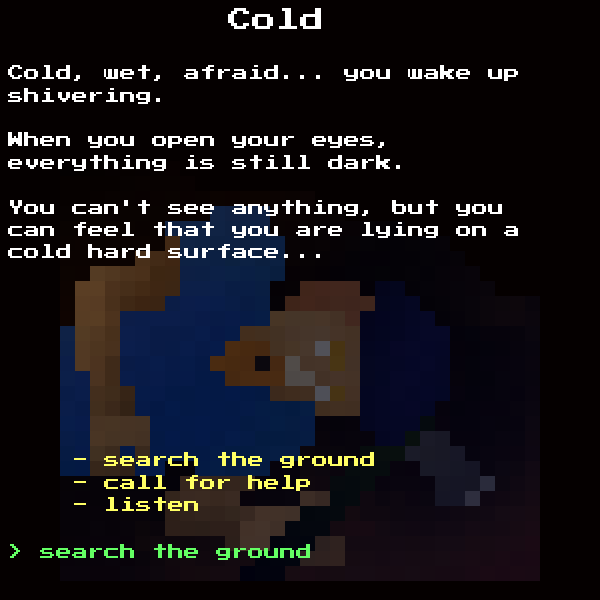 Cold
Cold, wet, afraid... you wake up
shivering.
When you open your eyes,
everything is still dark.
You can't see anything, but you
can feel that you are lying on a
cold hard surface...
- search the ground
- call for help
- listen
> search the ground